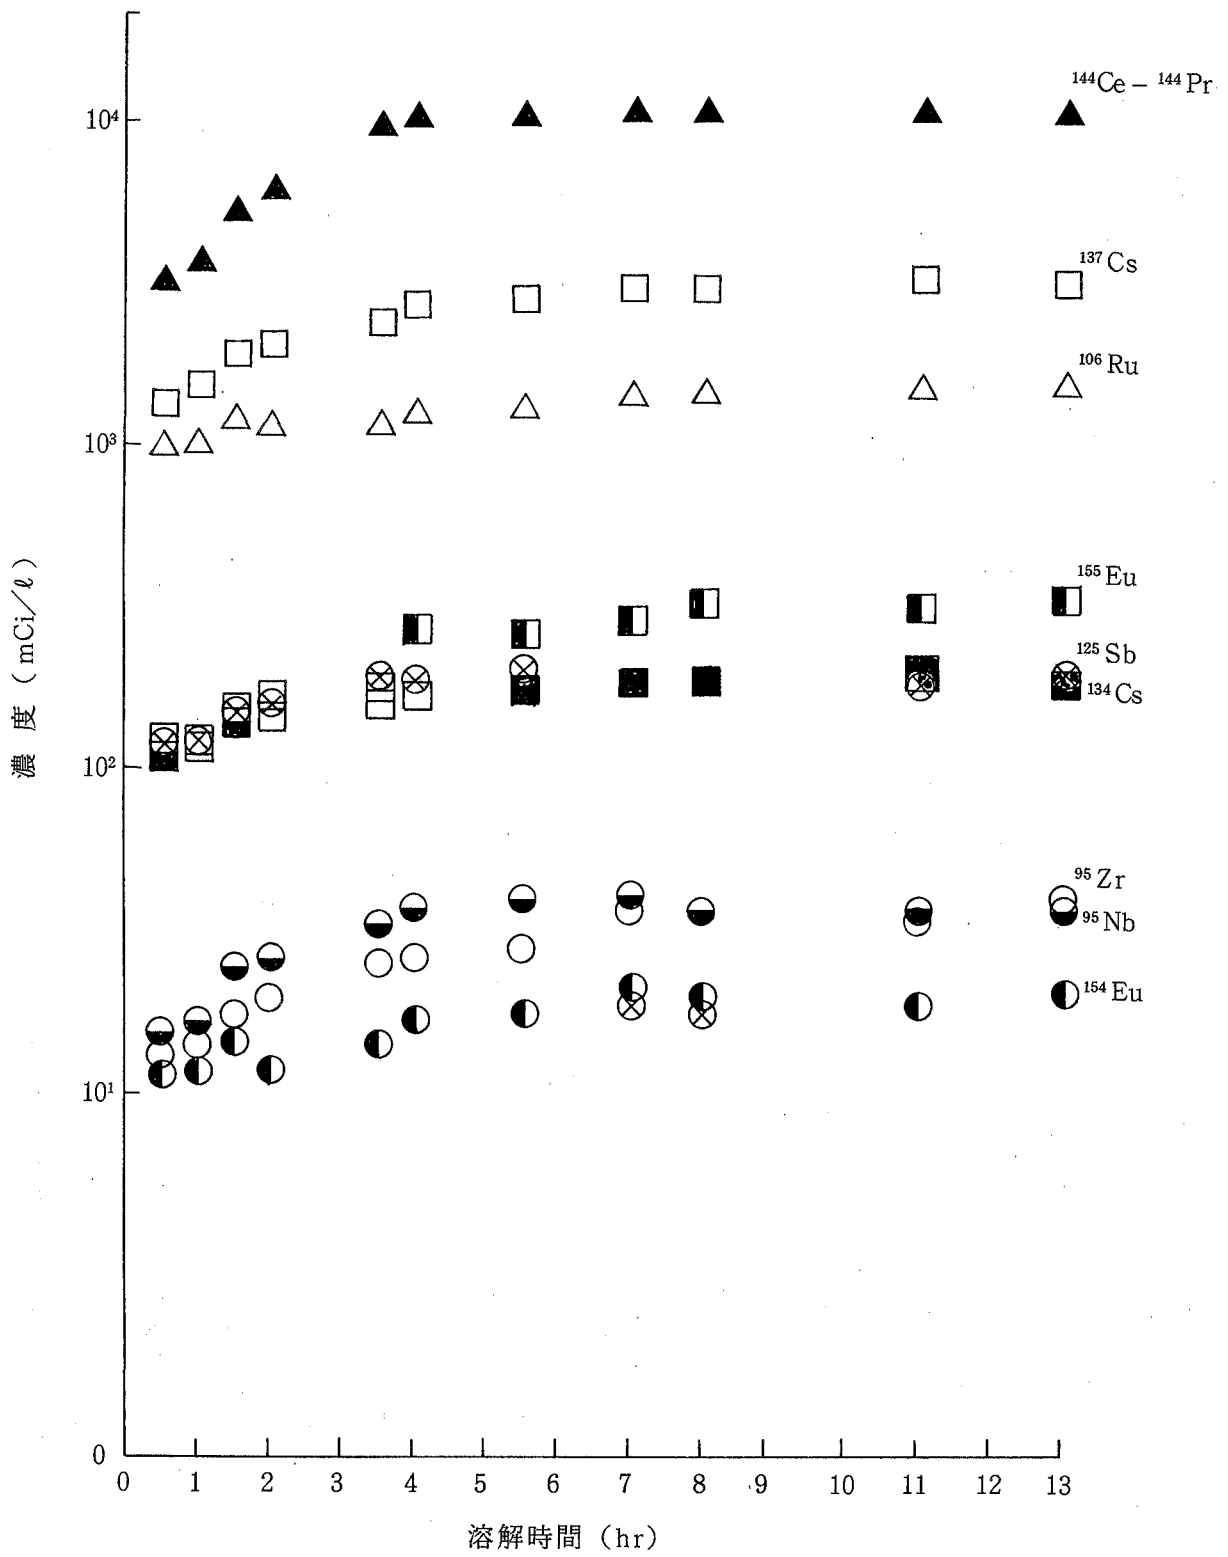 ¹⁴⁴Ce – ¹⁴⁴Pr
10⁴
¹³⁷Cs
¹⁰⁶Ru
10³
¹⁵⁵Eu
¹²⁵Sb
¹³⁴Cs
10²
⁹⁵Zr
⁹⁵Nb
¹⁵⁴Eu
10¹
0
濃度 (mCi/ℓ)
0 1 2 3 4 5 6 7 8 9 10 11 12 13
溶解時間 (hr)